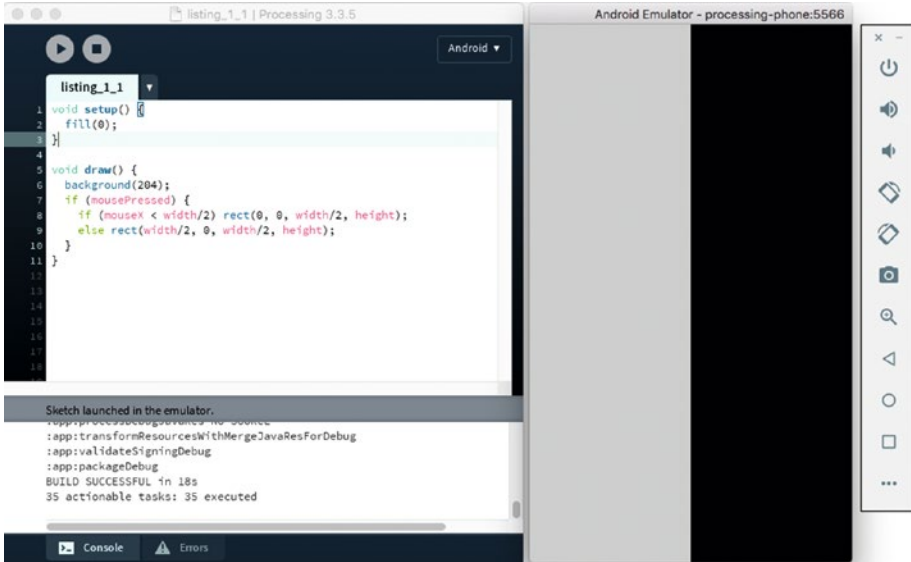 listing_1_1 | Processing 3.3.5
Android ▼
listing_1_1 ▼
1 void setup() {
2 fill(0);
3 }
4
5 void draw() {
6 background(204);
7 if (mousePressed) {
8 if (mouseX < width/2) rect(0, 0, width/2, height);
9 else rect(width/2, 0, width/2, height);
10 }
11 }
12
13
14
15
16
17
18
Sketch launched in the emulator.
:app:transformResourcesWithMergeJavaResForDebug
:app:validateSigningDebug
:app:packageDebug
BUILD SUCCESSFUL in 18s
35 actionable tasks: 35 executed
Console
Errors
Android Emulator - processing-phone:5566